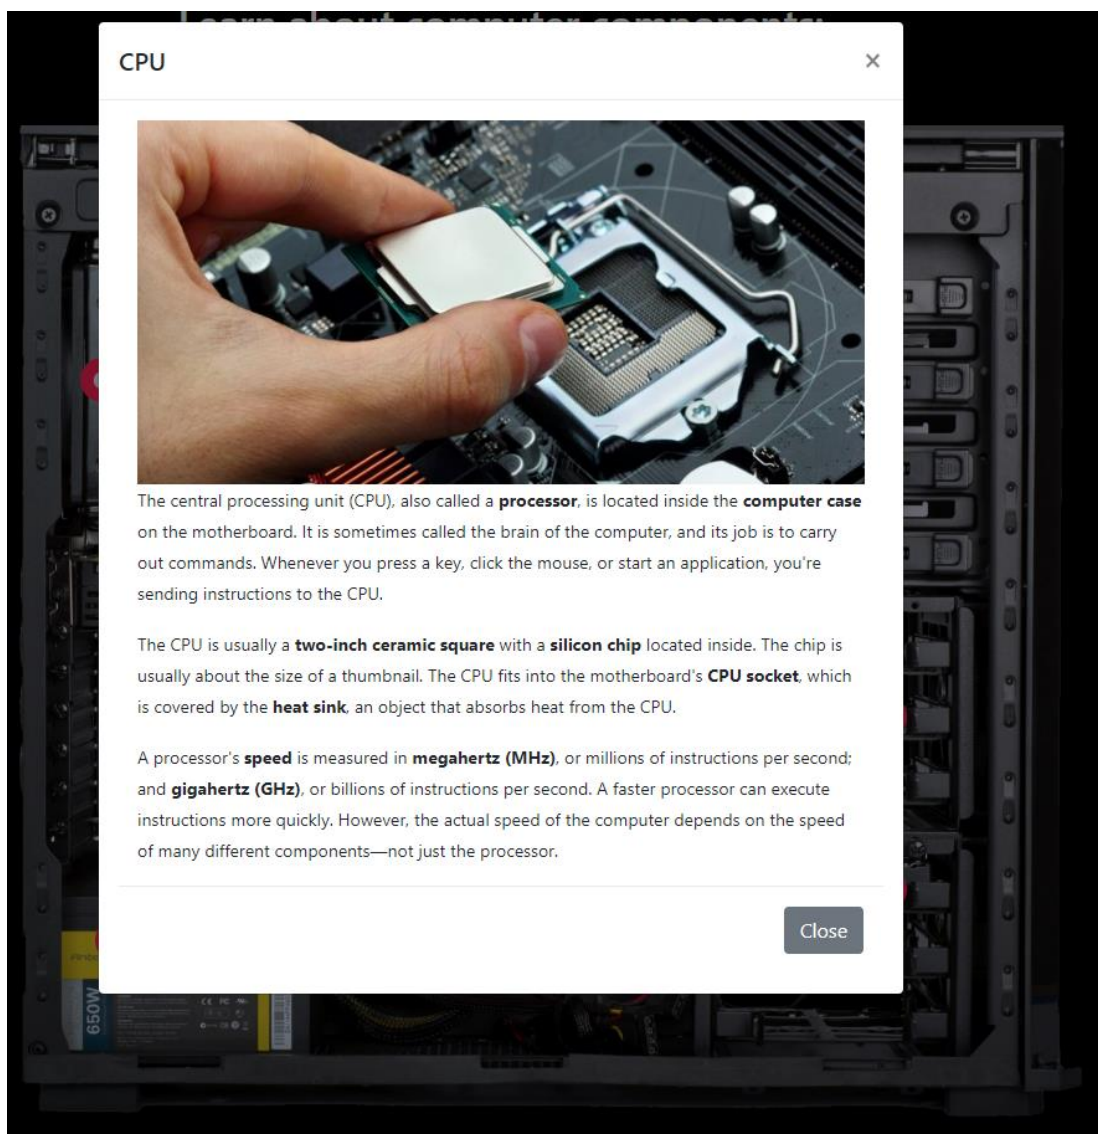 Learn about computer components:
CPU
×
The central processing unit (CPU), also called a processor, is located inside the computer case
on the motherboard. It is sometimes called the brain of the computer, and its job is to carry
out commands. Whenever you press a key, click the mouse, or start an application, you're
sending instructions to the CPU.
The CPU is usually a two-inch ceramic square with a silicon chip located inside. The chip is
usually about the size of a thumbnail. The CPU fits into the motherboard's CPU socket, which
is covered by the heat sink, an object that absorbs heat from the CPU.
A processor's speed is measured in megahertz (MHz), or millions of instructions per second;
and gigahertz (GHz), or billions of instructions per second. A faster processor can execute
instructions more quickly. However, the actual speed of the computer depends on the speed
of many different components—not just the processor.
Close
650W